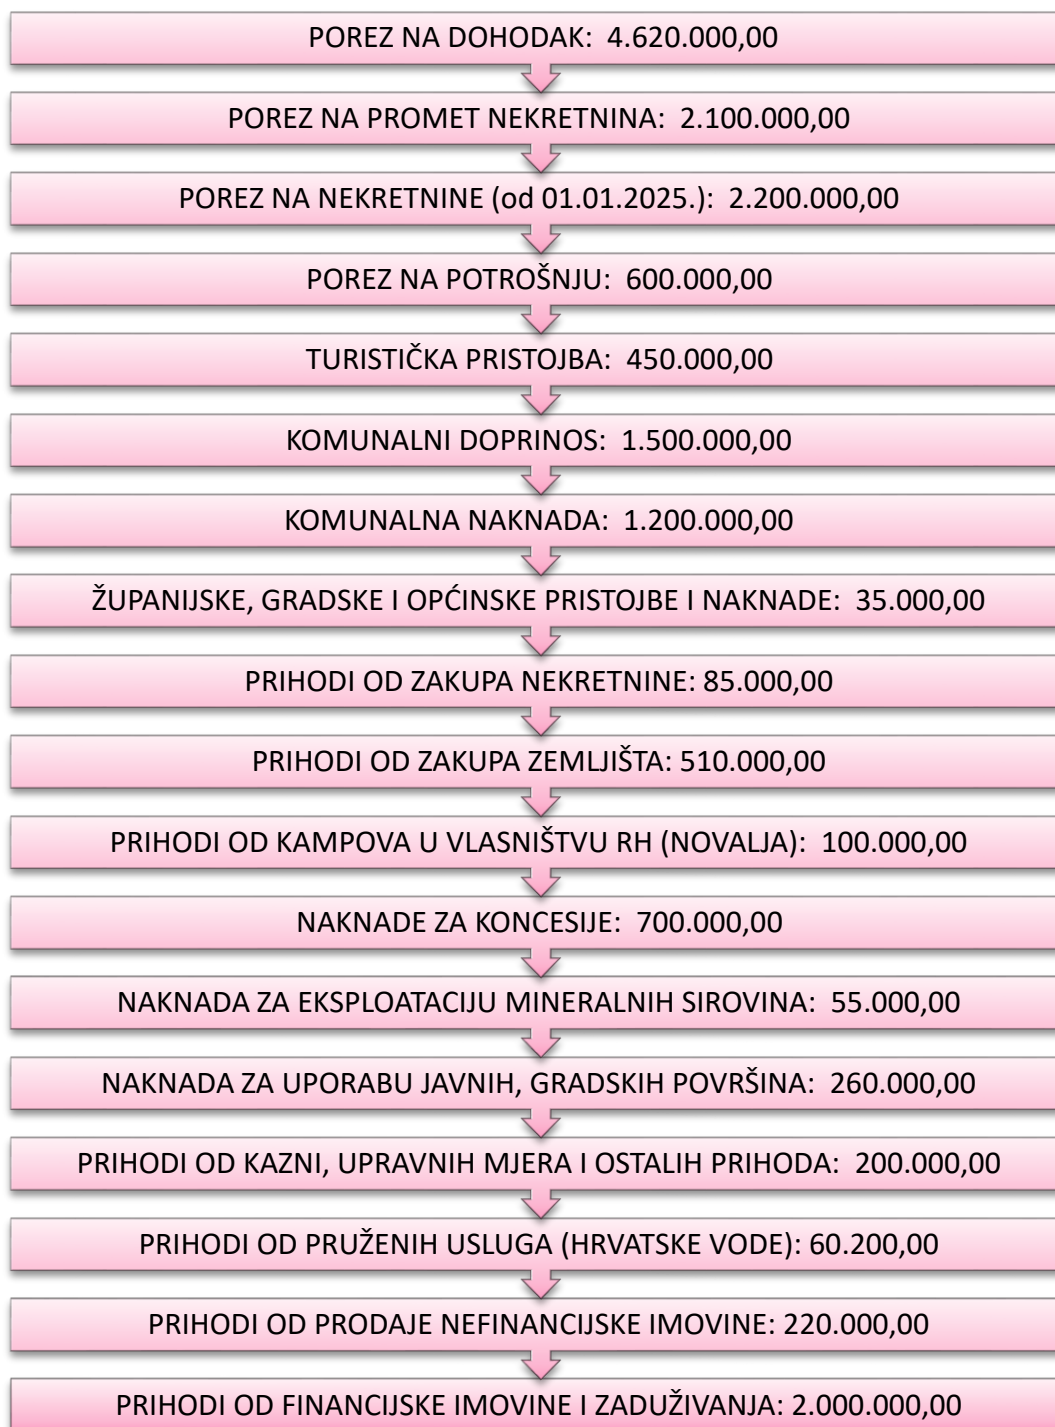 POREZ NA DOHODAK: 4.620.000,00
POREZ NA PROMET NEKRETNINA: 2.100.000,00
POREZ NA NEKRETNINE (od 01.01.2025.): 2.200.000,00
POREZ NA POTROŠNJU: 600.000,00
TURISTIČKA PRISTOJBA: 450.000,00
KOMUNALNI DOPRINOS: 1.500.000,00
KOMUNALNA NAKNADA: 1.200.000,00
ŽUPANIJSKE, GRADSKE I OPĆINSKE PRISTOJBE I NAKNADE: 35.000,00
PRIHODI OD ZAKUPA NEKRETNINE: 85.000,00
PRIHODI OD ZAKUPA ZEMLJIŠTA: 510.000,00
PRIHODI OD KAMPOVA U VLASNIŠTVU RH (NOVALJA): 100.000,00
NAKNADE ZA KONCESIJE: 700.000,00
NAKNADA ZA EKSPLOATACIJU MINERALNIH SIROVINA: 55.000,00
NAKNADA ZA UPORABU JAVNIH, GRADSKIH POVRŠINA: 260.000,00
PRIHODI OD KAZNI, UPRAVNIH MJERA I OSTALIH PRIHODA: 200.000,00
PRIHODI OD PRUŽENIH USLUGA (HRVATSKE VODE): 60.200,00
PRIHODI OD PRODAJE NEFINANCIJSKE IMOVINE: 220.000,00
PRIHODI OD FINANCIJSKE IMOVINE I ZADUŽIVANJA: 2.000.000,00